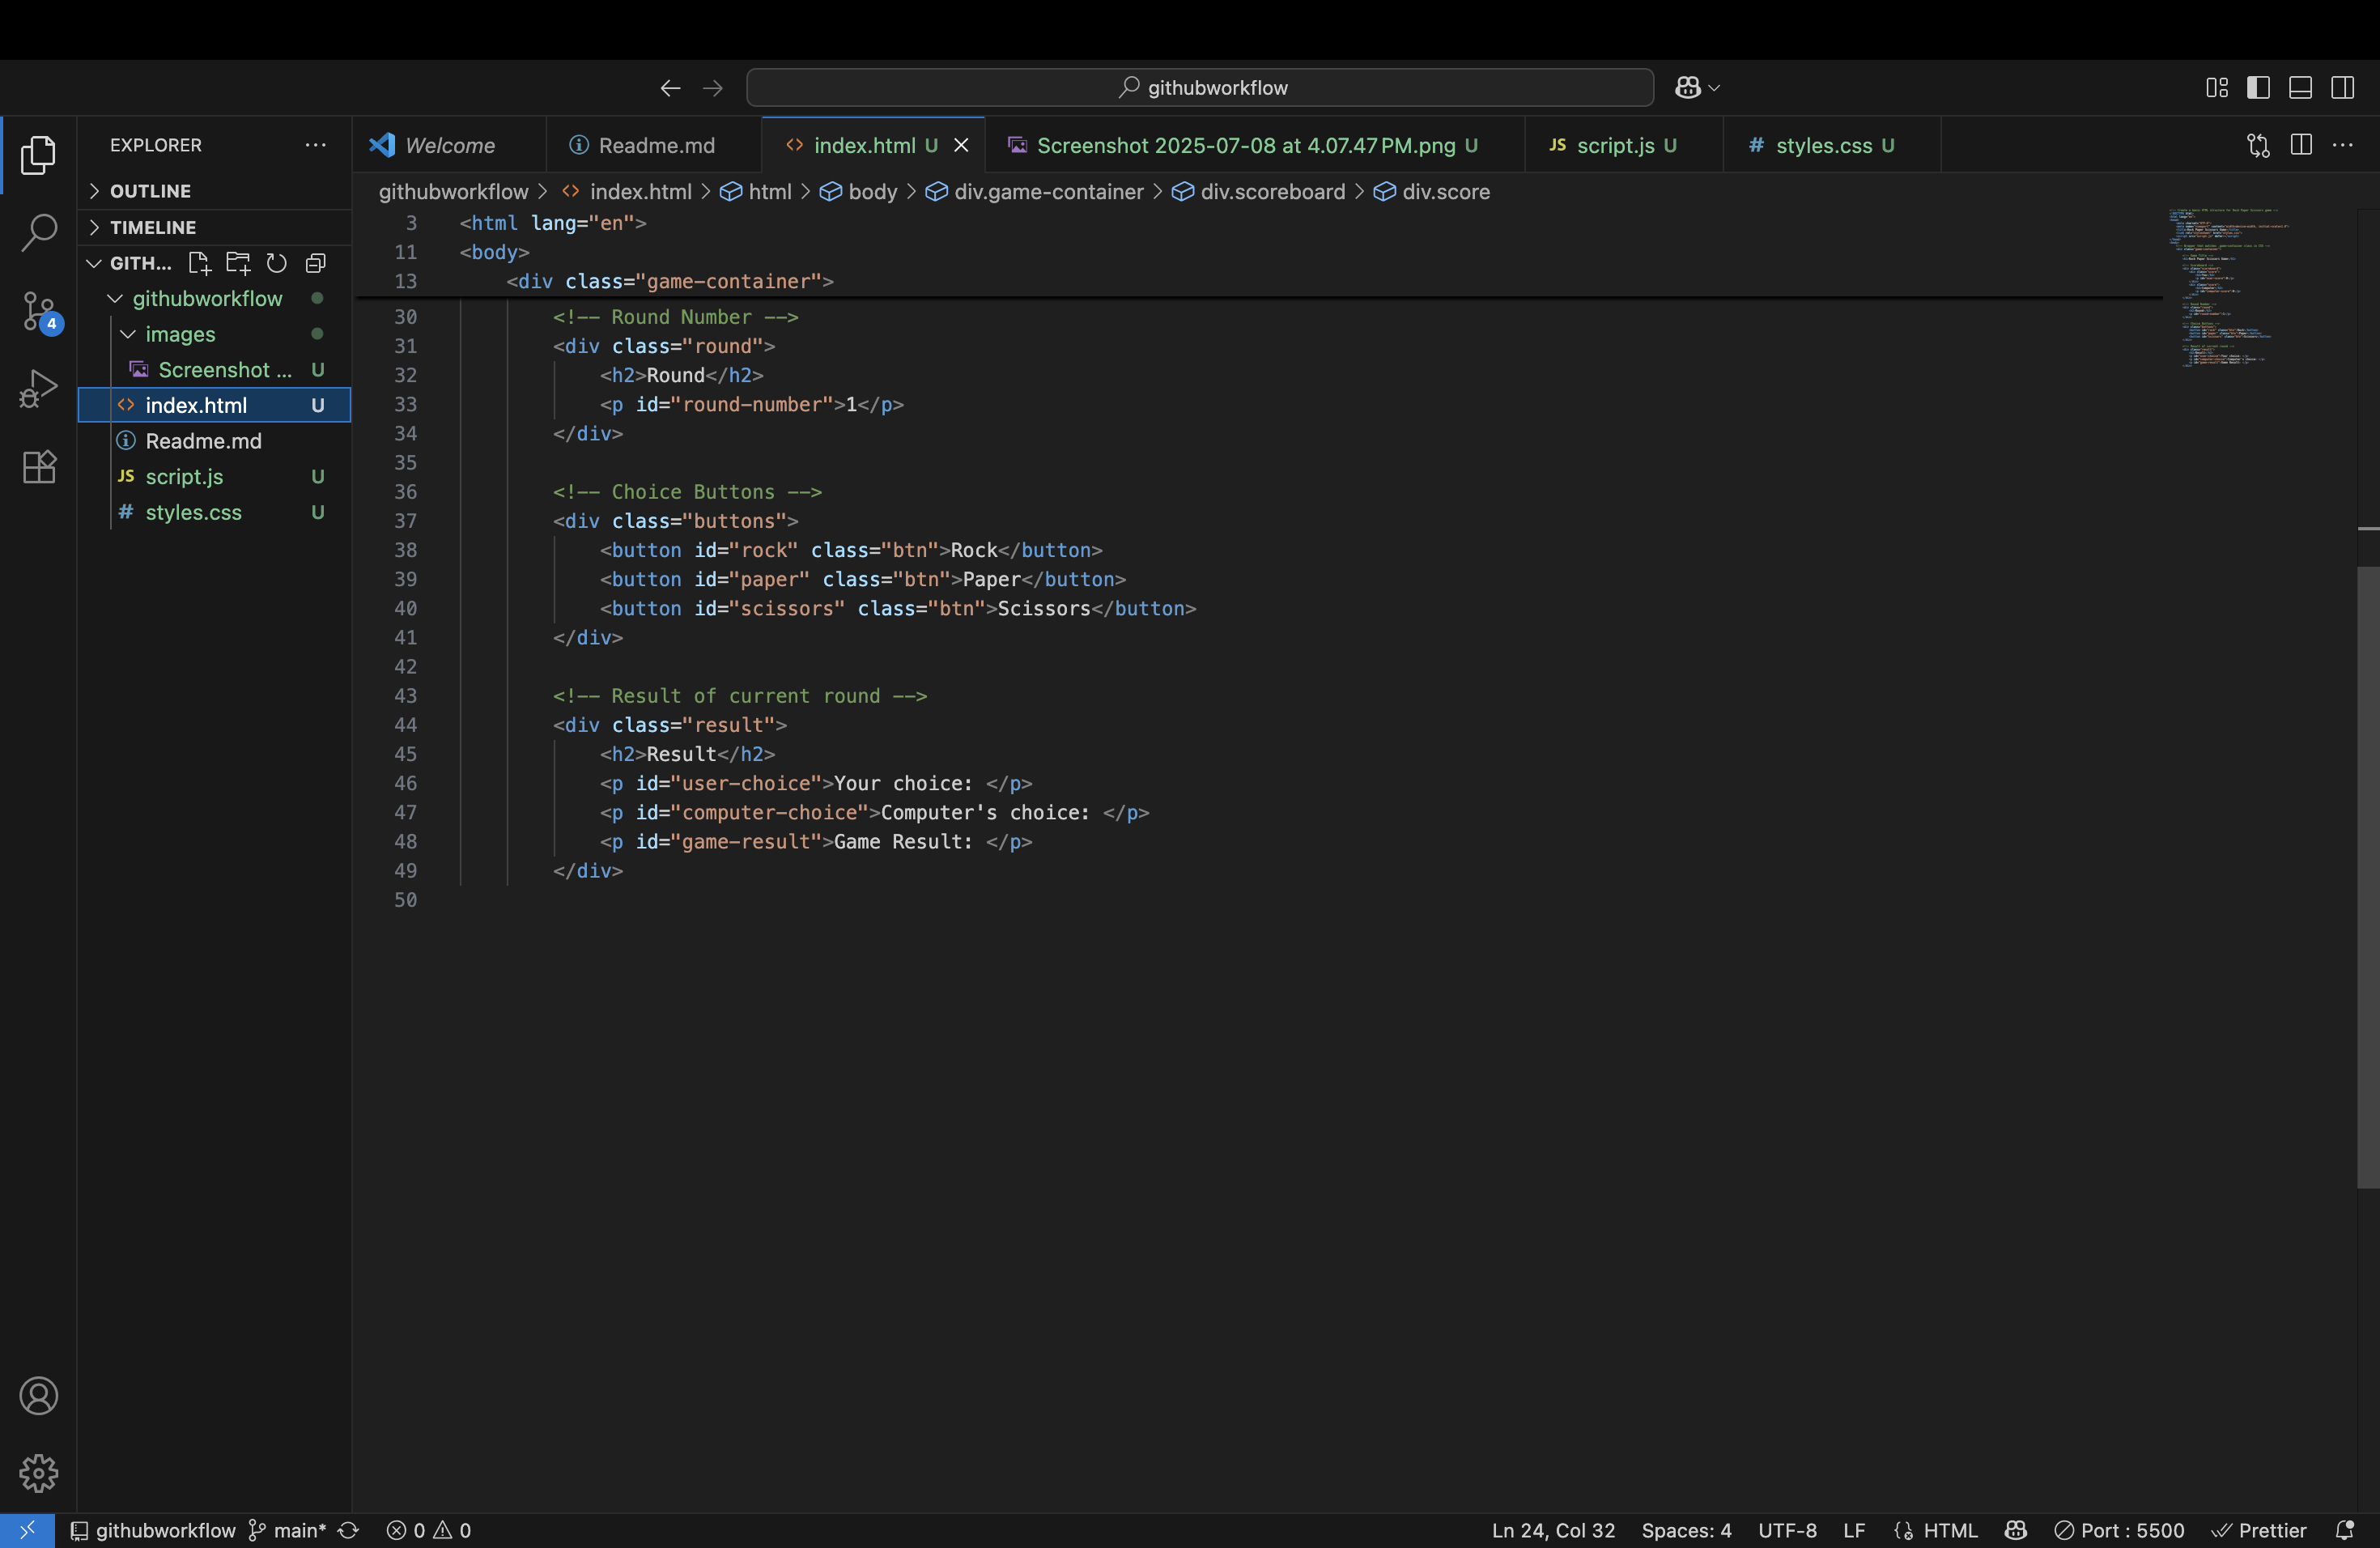 githubworkflow
EXPLORER
Welcome
Readme.md
index.html U
Screenshot 2025-07-08 at 4.07.47 PM.png U
JS script.js U
# styles.css U
OUTLINE
TIMELINE
GITH...
githubworkflow
images
Screenshot ... U
index.html U
Readme.md
JS script.js U
# styles.css U
4
githubworkflow > index.html > html > body > div.game-container > div.scoreboard > div.score
3 <html lang="en">
11 <body>
13 <div class="game-container">
30 <!-- Round Number -->
31 <div class="round">
32 <h2>Round</h2>
33 <p id="round-number">1</p>
34 </div>
35
36 <!-- Choice Buttons -->
37 <div class="buttons">
38 <button id="rock" class="btn">Rock</button>
39 <button id="paper" class="btn">Paper</button>
40 <button id="scissors" class="btn">Scissors</button>
41 </div>
42
43 <!-- Result of current round -->
44 <div class="result">
45 <h2>Result</h2>
46 <p id="user-choice">Your choice: </p>
47 <p id="computer-choice">Computer's choice: </p>
48 <p id="game-result">Game Result: </p>
49 </div>
50
githubworkflow main* 0 0
Ln 24, Col 32 Spaces: 4 UTF-8 LF HTML Port : 5500 Prettier